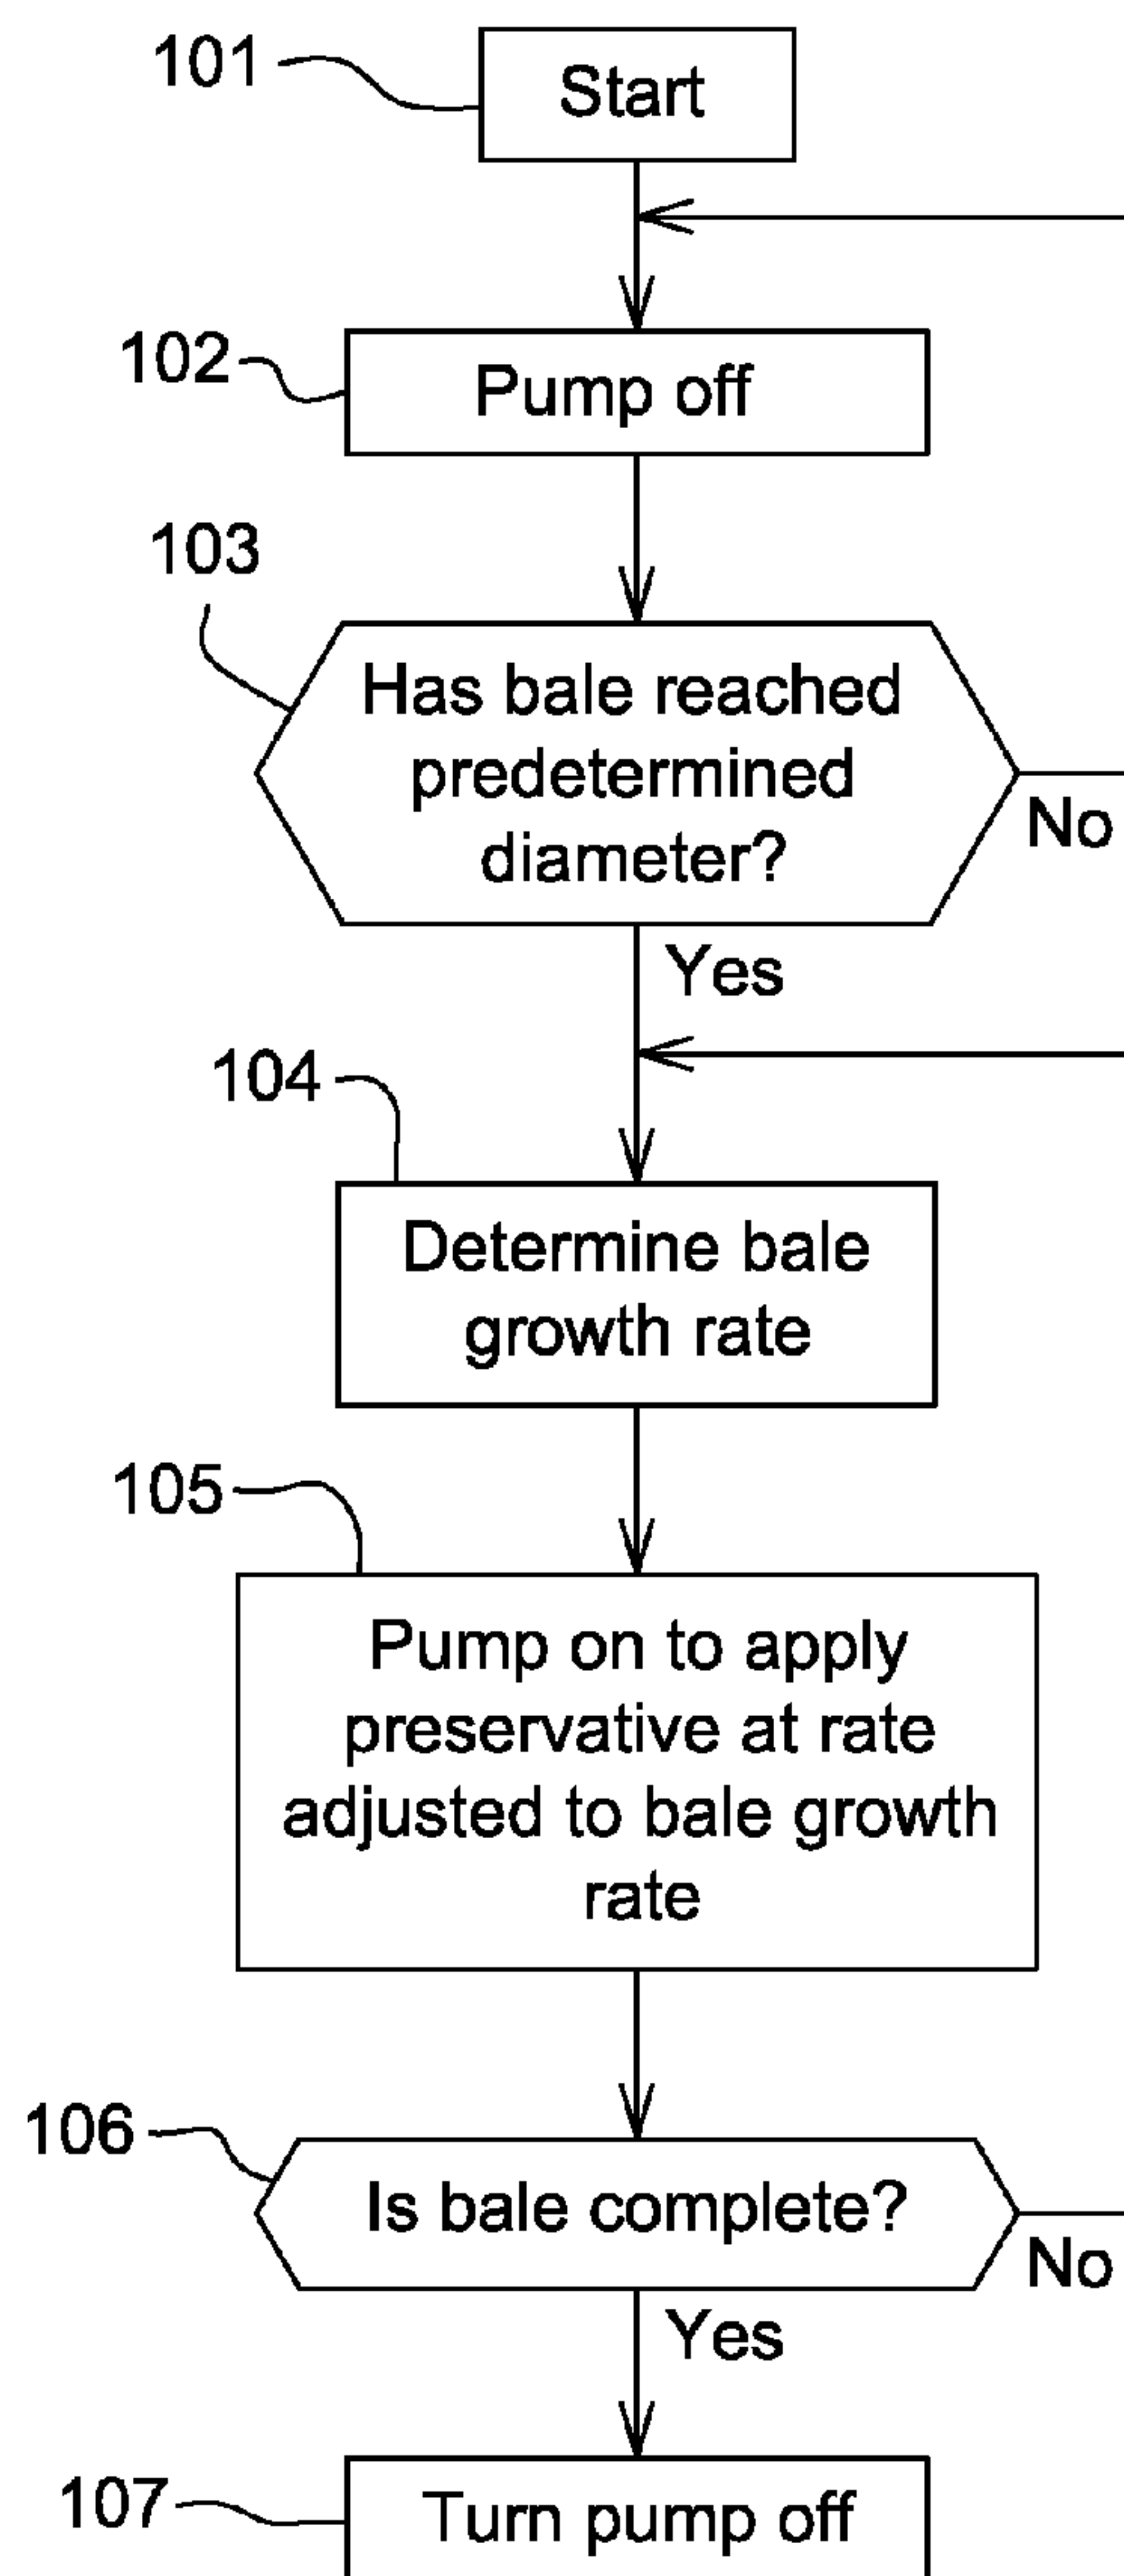 101
Start
102
Pump off
103
Has bale reached
predetermined
diameter?
No
Yes
104
Determine bale
growth rate
105
Pump on to apply
preservative at rate
adjusted to bale growth
rate
106
Is bale complete?
No
Yes
107
Turn pump off